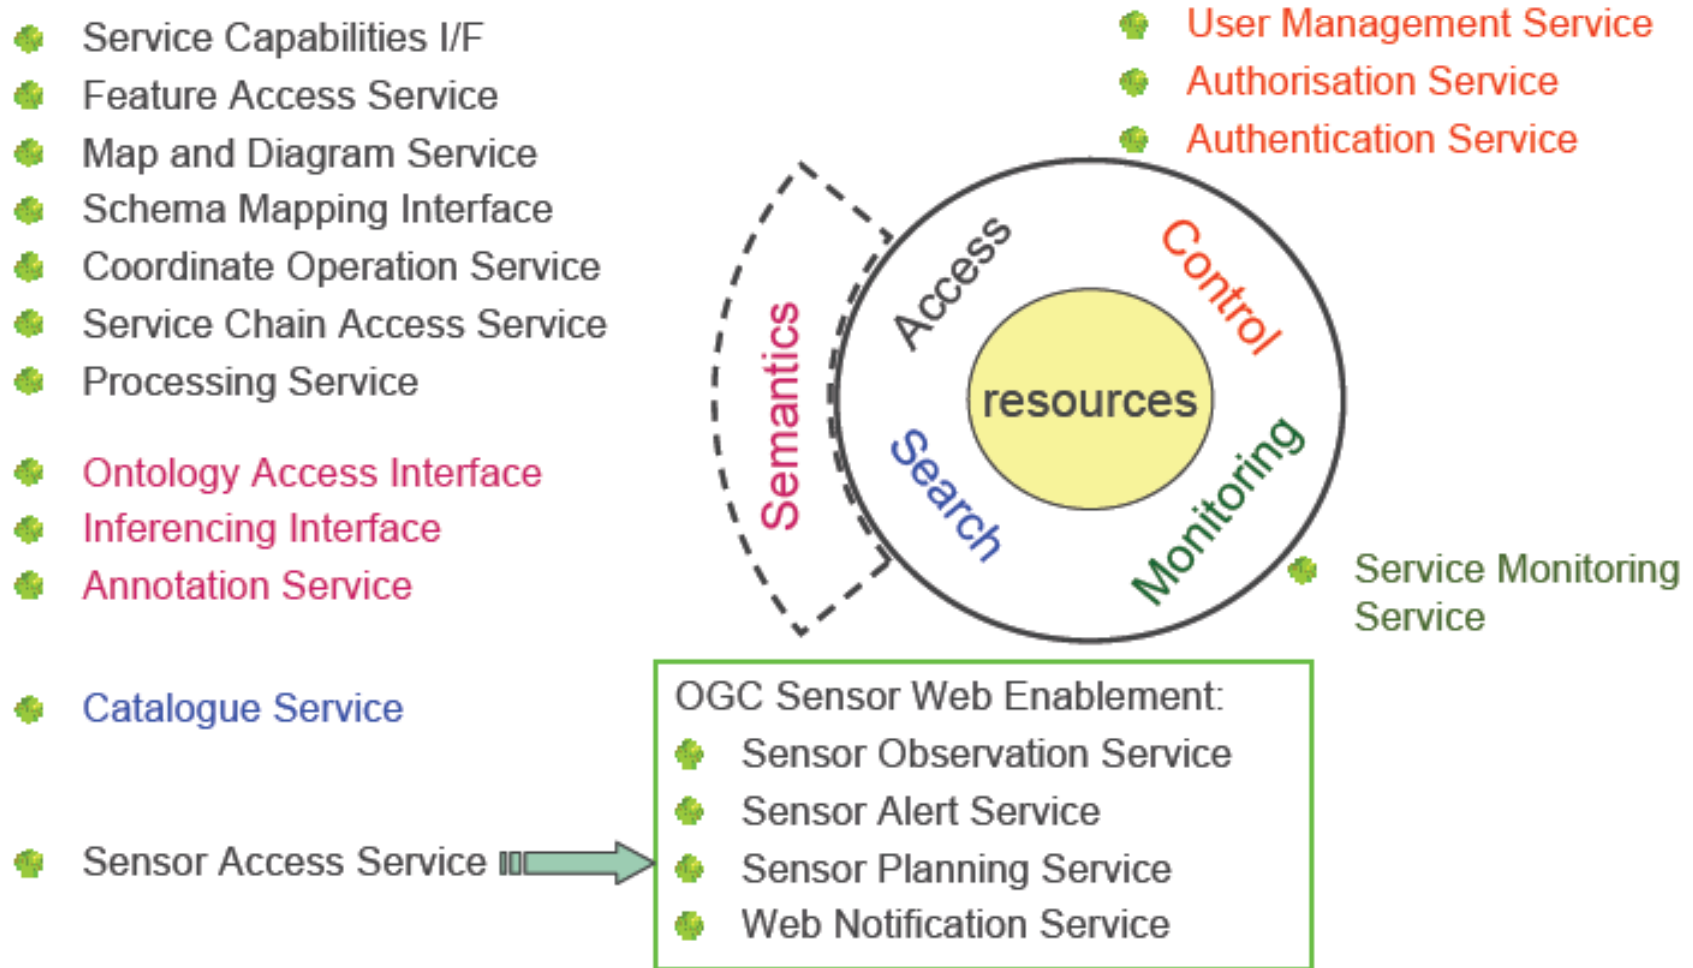 Service Capabilities I/F
Feature Access Service
Map and Diagram Service
Schema Mapping Interface
Coordinate Operation Service
Service Chain Access Service
Processing Service
Ontology Access Interface
Inferencing Interface
Annotation Service
Catalogue Service
Sensor Access Service
User Management Service
Authorisation Service
Authentication Service
Semantics
Access
Control
resources
Search
Monitoring
Service Monitoring
Service
OGC Sensor Web Enablement:
Sensor Observation Service
Sensor Alert Service
Sensor Planning Service
Web Notification Service